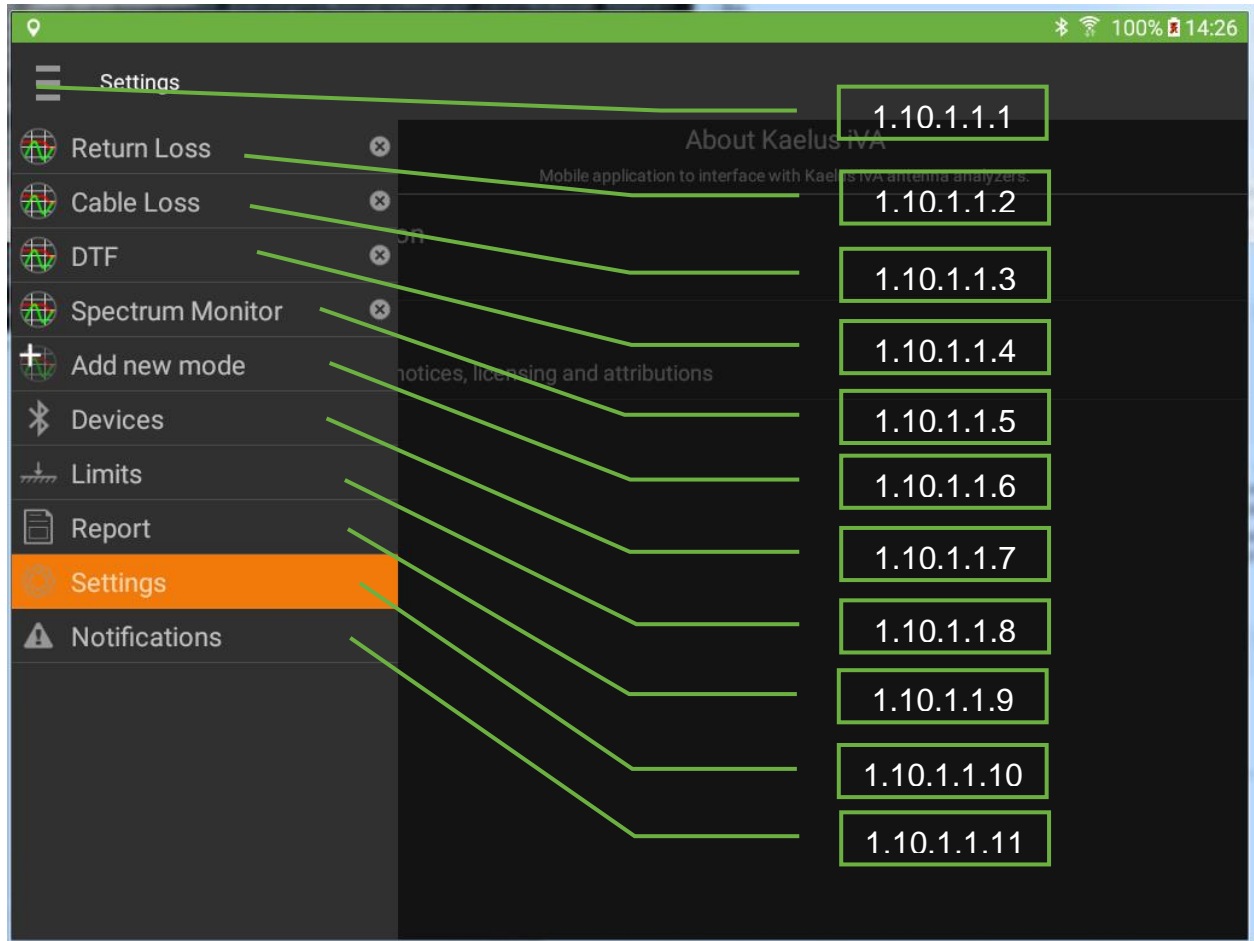 100% 14:26
Settings
1.10.1.1.1
About Kaelus iVA
Return Loss
Mobile application to interface with Kaelus iVA antenna analyzers.
1.10.1.1.2
Cable Loss
on
1.10.1.1.3
DTF
Spectrum Monitor
1.10.1.1.4
Add new mode
notices, licensing and attributions
1.10.1.1.5
Devices
1.10.1.1.6
Limits
Report
1.10.1.1.7
Settings
1.10.1.1.8
Notifications
1.10.1.1.9
1.10.1.1.10
1.10.1.1.11